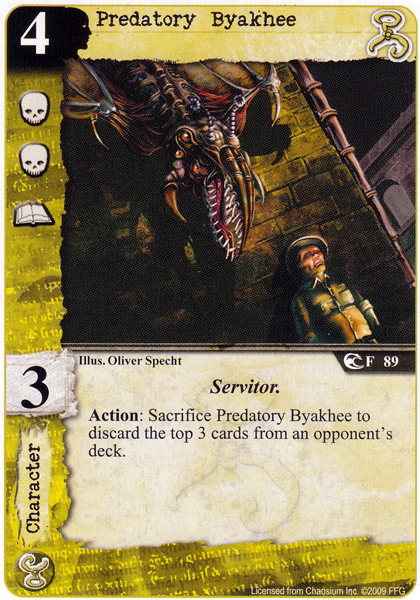 4
Predatory Byakhee
Illus. Oliver Specht
F 89
3
Servitor.
Action: Sacrifice Predatory Byakhee to
discard the top 3 cards from an opponent's
deck.
Character
Licensed from Chaosium Inc. ©2009 FFG